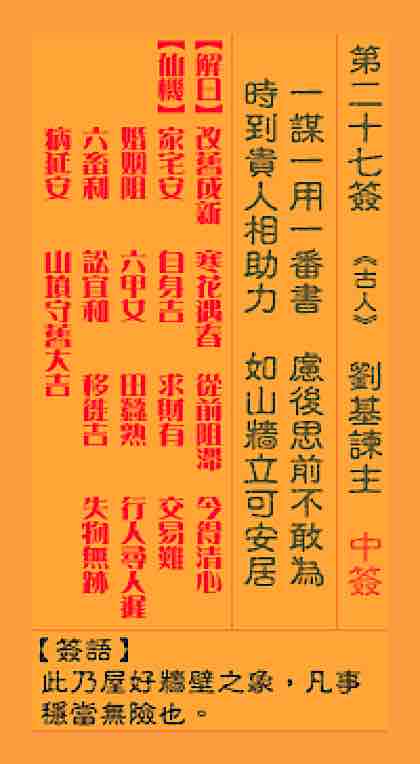 第二十七簽 《古人》 劉基諫主 中簽
一謀一用一番書 慮後思前不敢為
時到貴人相助力 如山牆立可安居
【解曰】改舊成新 寒花遇春 從前阻滯 今得清心
【仙機】家宅安 自身吉 求財有 交易難
婚姻阻 六甲女 田蠶熟 行人尋人遲
六畜利 訟宜和 移徙吉 失物無跡
病延安 山墳守舊大吉
【簽語】
此乃屋好牆壁之象，凡事
穩當無險也。